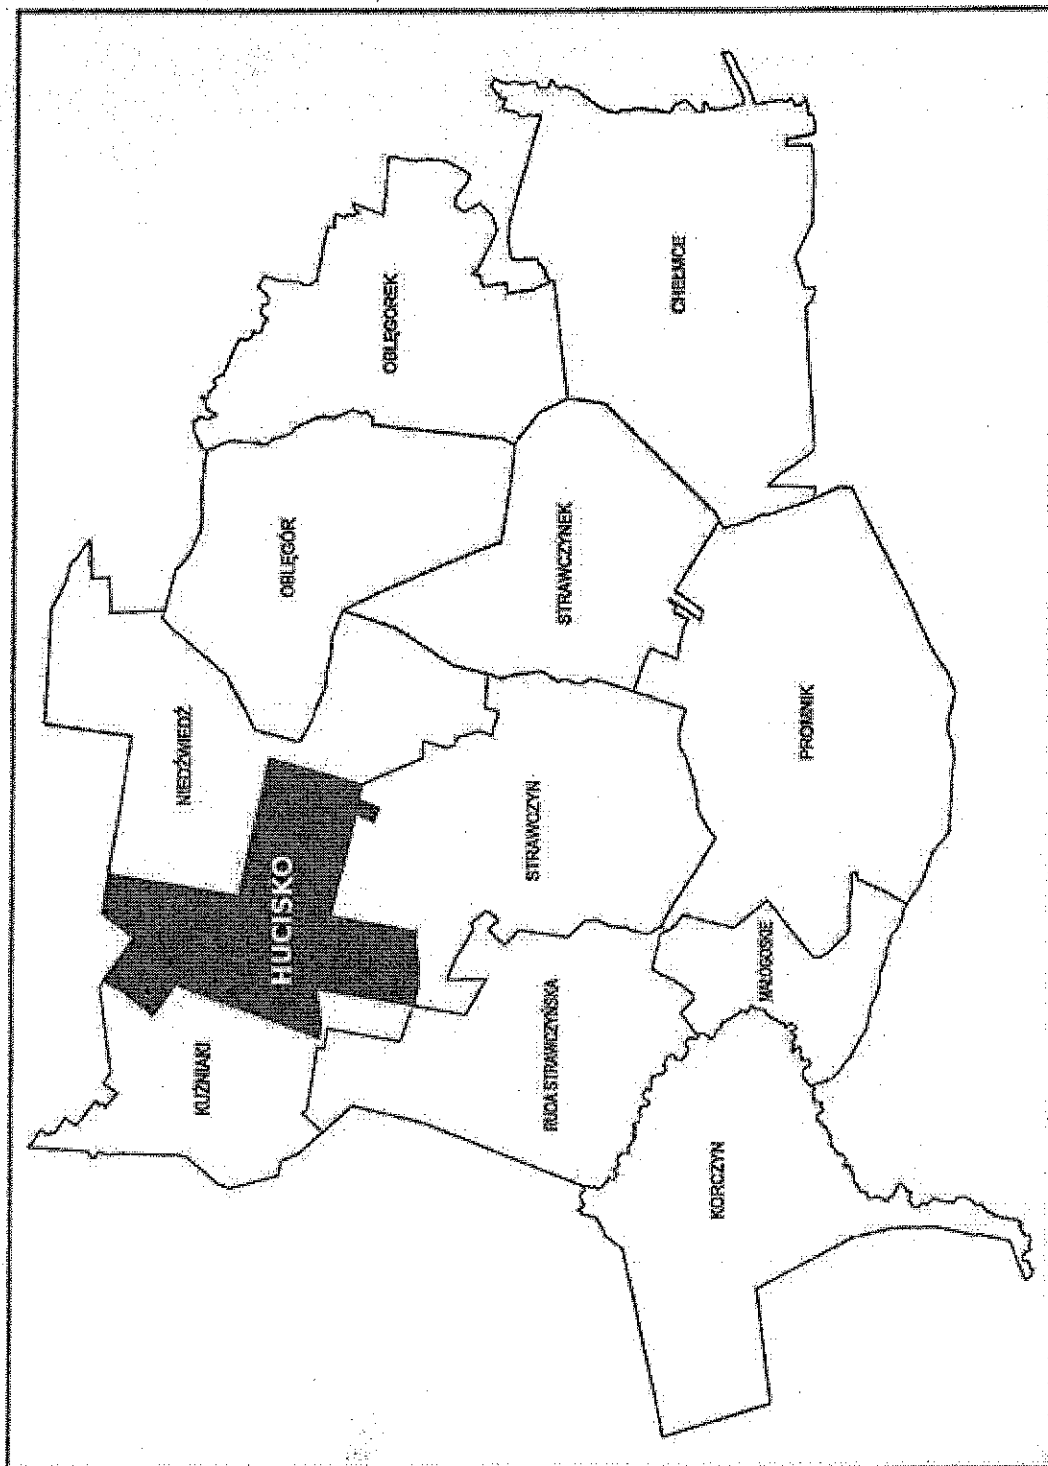 KUŹNIAKI
NIEDŹWIEDŹ
HUCISKO
OBLĘGÓR
OBLĘGOREK
RUDA STRAWCZYŃSKA
STRAWCZYN
STRAWCZYNEK
CHEŁMCE
KORCZYN
MAŁOGOSKIE
PROMNIK